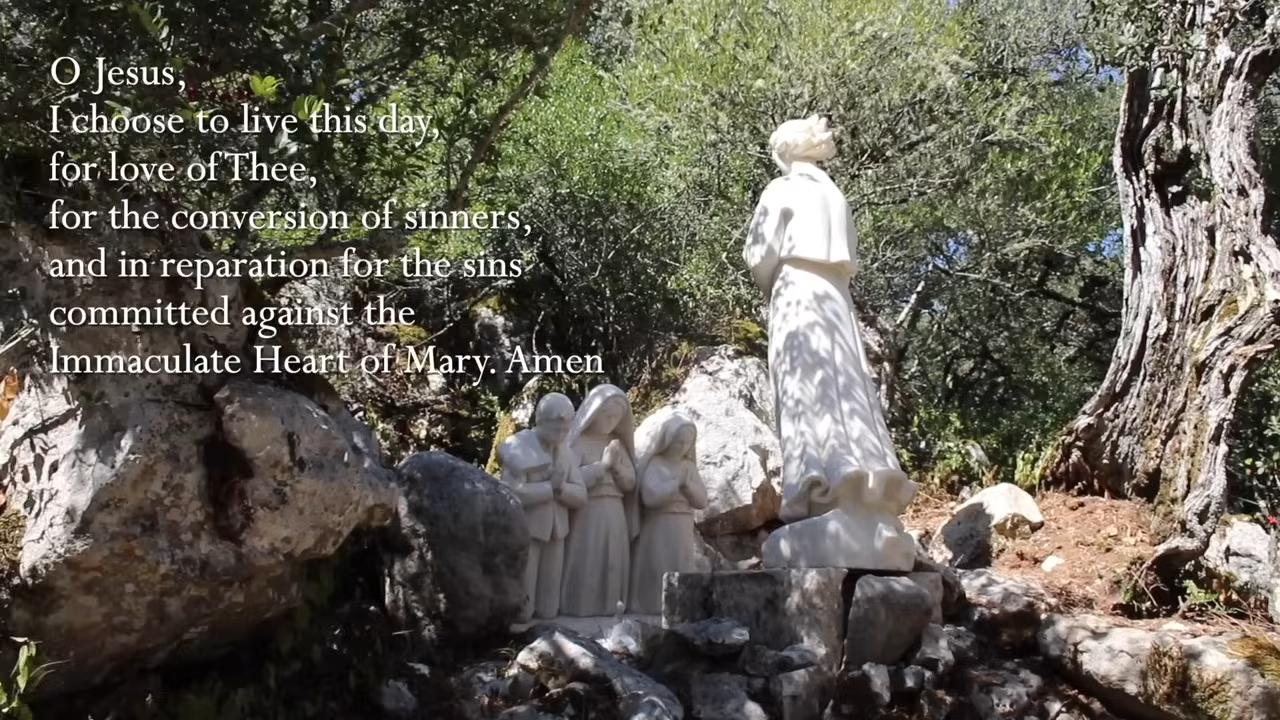 O Jesus,
I choose to live this day,
for love of Thee,
for the conversion of sinners,
and in reparation for the sins
committed against the
Immaculate Heart of Mary. Amen